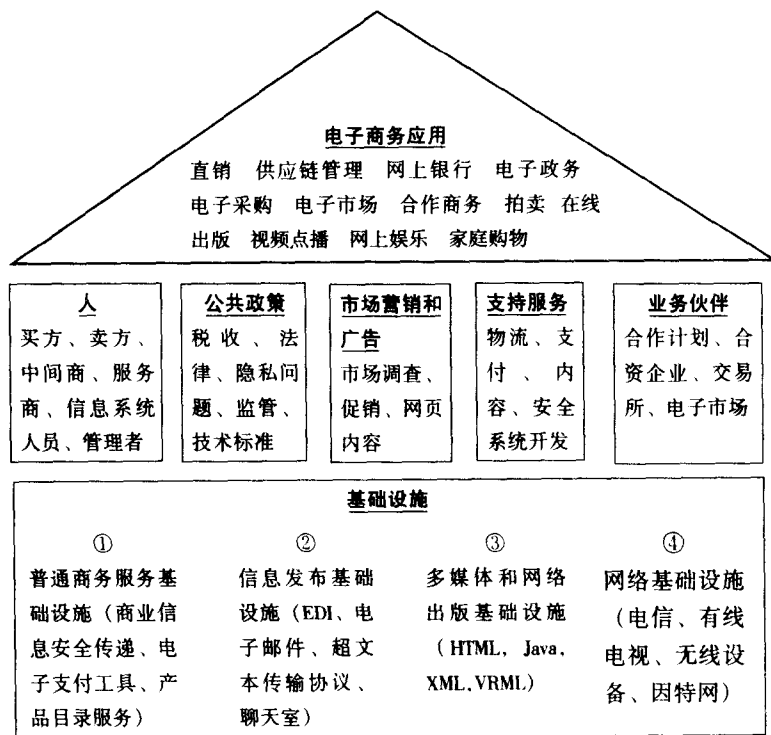 电子商务应用
直销 供应链管理 网上银行 电子政务
电子采购 电子市场 合作商务 拍卖 在线
出版 视频点播 网上娱乐 家庭购物
人
买方、卖方、
中间商、服务
商、信息系统
人员、管理者
公共政策
税收、法
律、隐私问
题、监管、
技术标准
市场营销和
广告
市场调查、
促销、网页
内容
支持服务
物流、支
付、内
容、安全
系统开发
业务伙伴
合作计划、合
资企业、交易
所、电子市场
基础设施
①
普通商务服务基
础设施（商业信
息安全传递、电
子支付工具、产
品目录服务）
②
信息发布基础
设施（EDI、电
子邮件、超文
本传输协议、
聊天室）
③
多媒体和网络
出版基础设施
（HTML, Java,
XML,VRML）
④
网络基础设施
（电信、有线
电视、无线设
备、因特网）